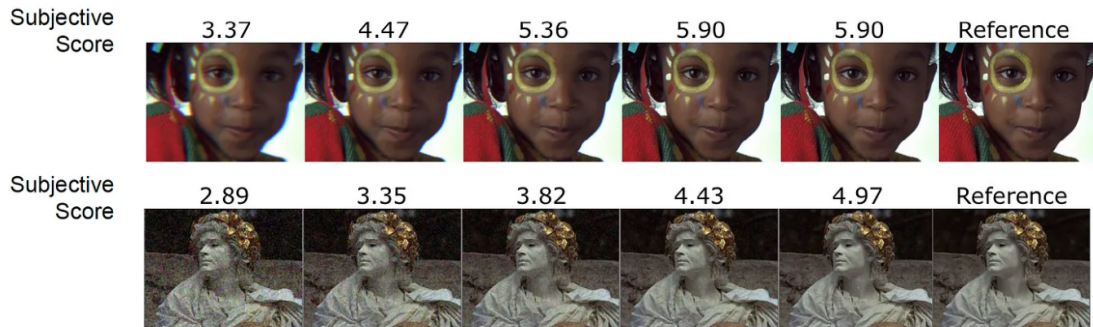 Subjective Score
3.37 4.47 5.36 5.90 5.90 Reference
Subjective Score
2.89 3.35 3.82 4.43 4.97 Reference